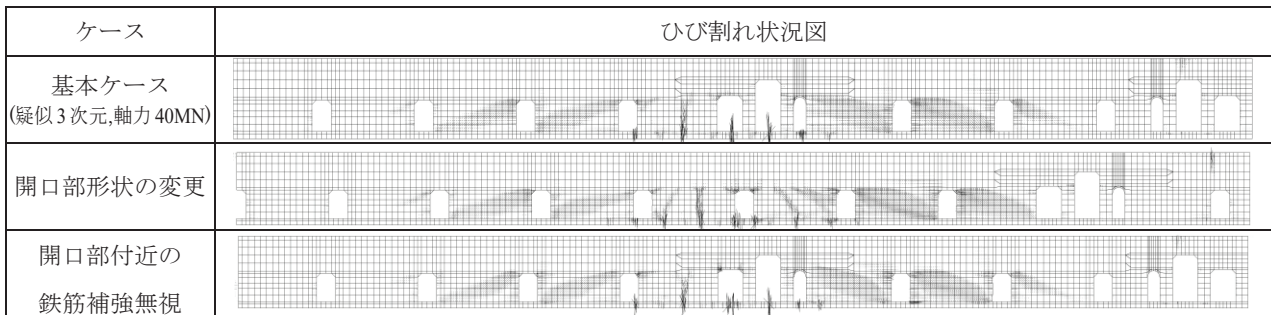 ケース
ひび割れ状況図
基本ケース
(疑似3次元,軸力40MN)
開口部形状の変更
開口部付近の
鉄筋補強無視